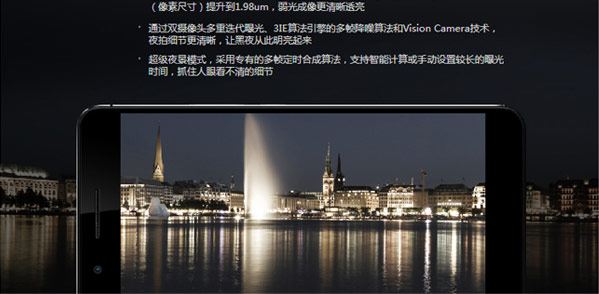 （像素尺寸）提升到1.98um，弱光成像更清晰透亮
通过双摄像头多重迭代曝光、3IE算法引擎的多帧降噪算法和Vision Camera技术，
夜拍细节更清晰，让黑夜从此明亮起来
超级夜景模式，采用专有的多帧定时合成算法，支持智能计算或手动设置较长的曝光
时间，抓住人眼看不清的细节